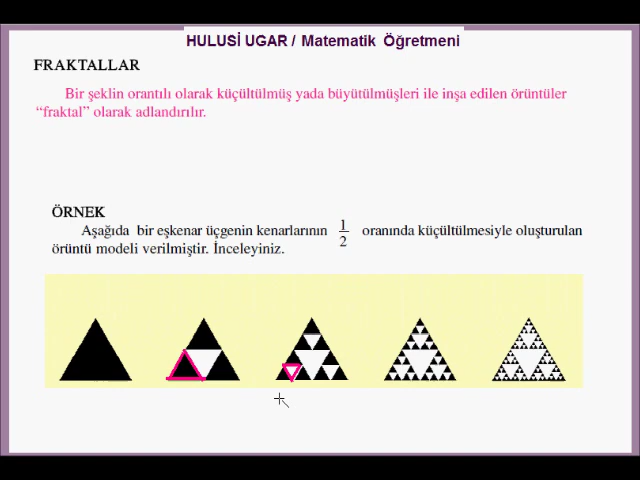 HULUSİ UGAR / Matematik Öğretmeni
FRAKTALLAR
Bir şeklin orantılı olarak küçültülmüş yada büyütülmüşleri ile inşa edilen örüntüler
“fraktal” olarak adlandırılır.
ÖRNEK
Aşağıda bir eşkenar üçgenin kenarlarının 1/2 oranında küçültülmesiyle oluşturulan
örüntü modeli verilmiştir. İnceleyiniz.